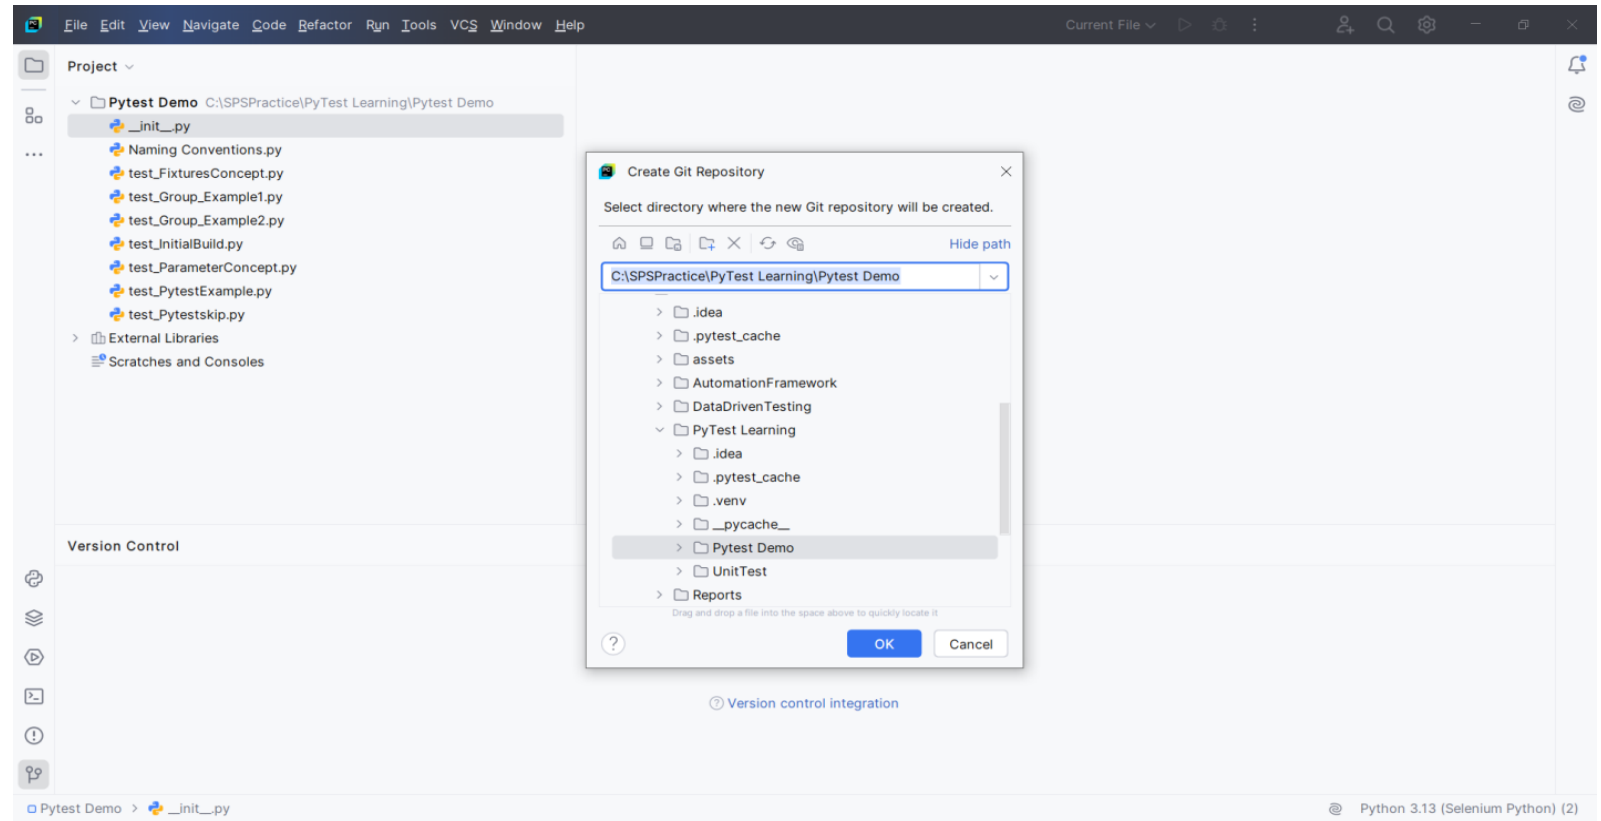 File Edit View Navigate Code Refactor Run Tools VCS Window Help
Current File
Project
Pytest Demo C:\SPSPractice\PyTest Learning\Pytest Demo
__init__.py
Naming Conventions.py
test_FixturesConcept.py
test_Group_Example1.py
test_Group_Example2.py
test_InitialBuild.py
test_ParameterConcept.py
test_PytestExample.py
test_Pytestskip.py
External Libraries
Scratches and Consoles
Create Git Repository
Select directory where the new Git repository will be created.
Hide path
C:\SPSPractice\PyTest Learning\Pytest Demo
.idea
.pytest_cache
assets
AutomationFramework
DataDrivenTesting
PyTest Learning
.idea
.pytest_cache
.venv
__pycache__
Pytest Demo
UnitTest
Reports
Drag and drop a file into the space above to quickly locate it
? OK Cancel
Version Control
? Version control integration
Pytest Demo > __init__.py
Python 3.13 (Selenium Python) (2)